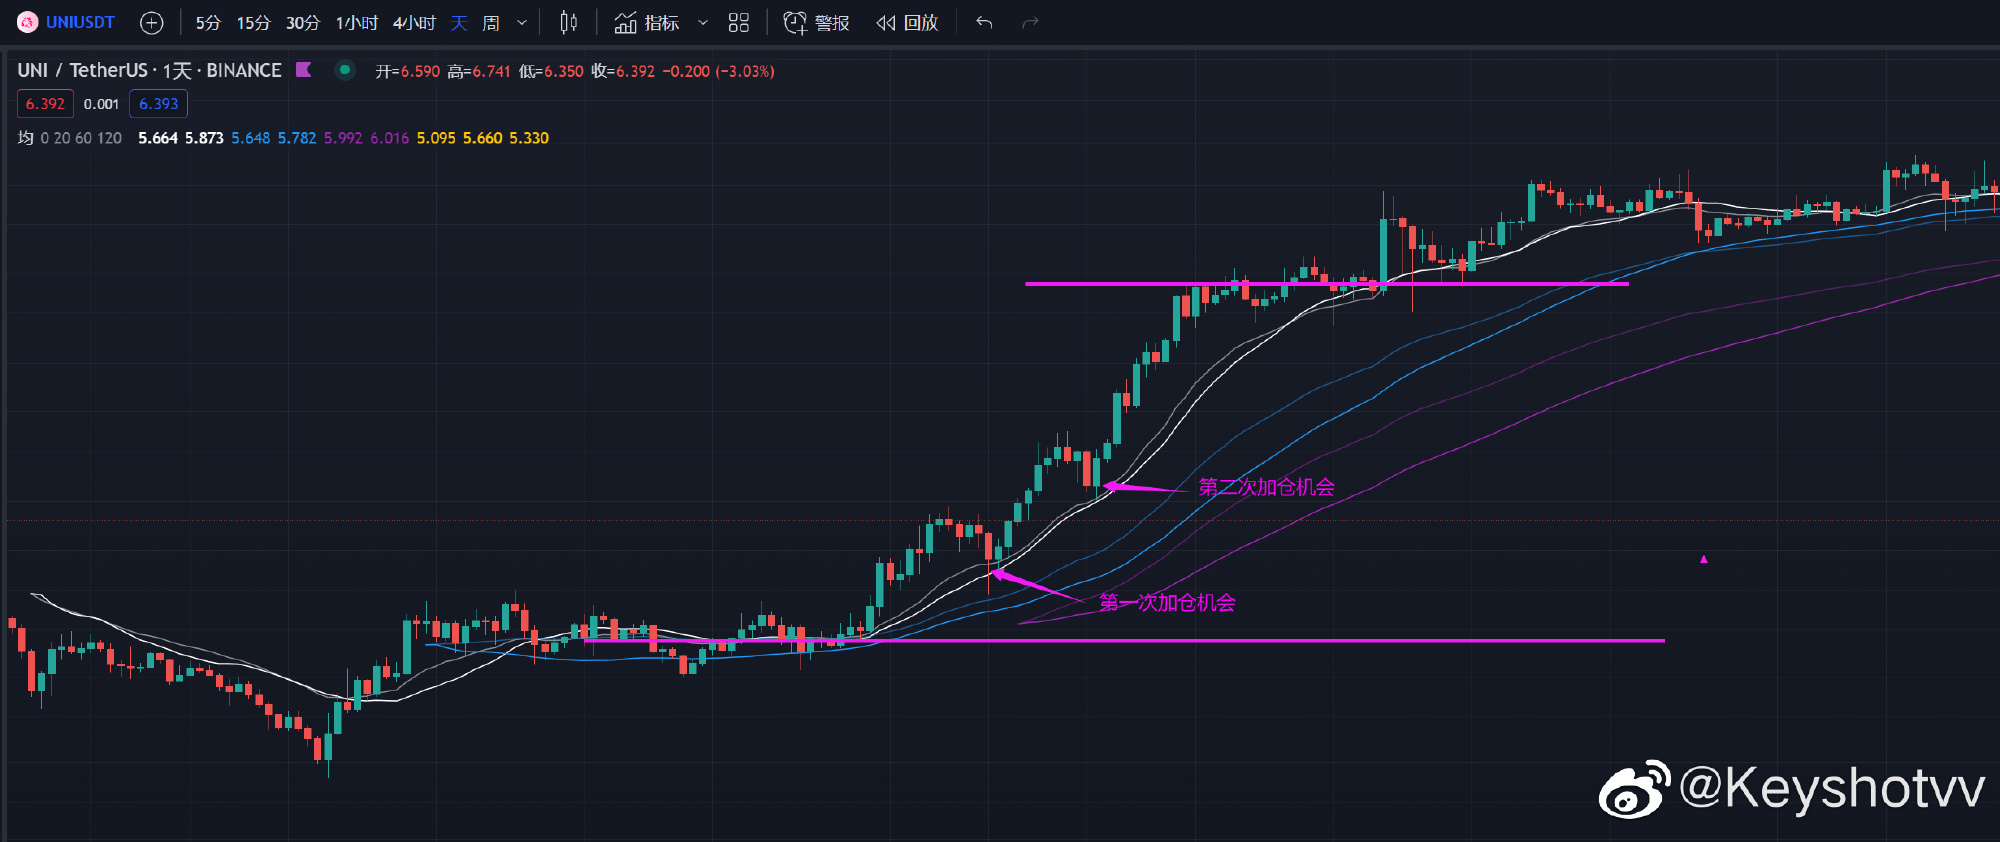 UNIUSDT 5分 15分 30分 1小时 4小时 天 周 指标 警报 回放
UNI / TetherUS · 1天 · BINANCE 开=6.590 高=6.741 低=6.350 收=6.392 −0.200 (−3.03%)
6.392 0.001 6.393
均 0 20 60 120 5.664 5.873 5.648 5.782 5.992 6.016 5.095 5.660 5.330
第二次加仓机会
第一次加仓机会
@Keyshotvv